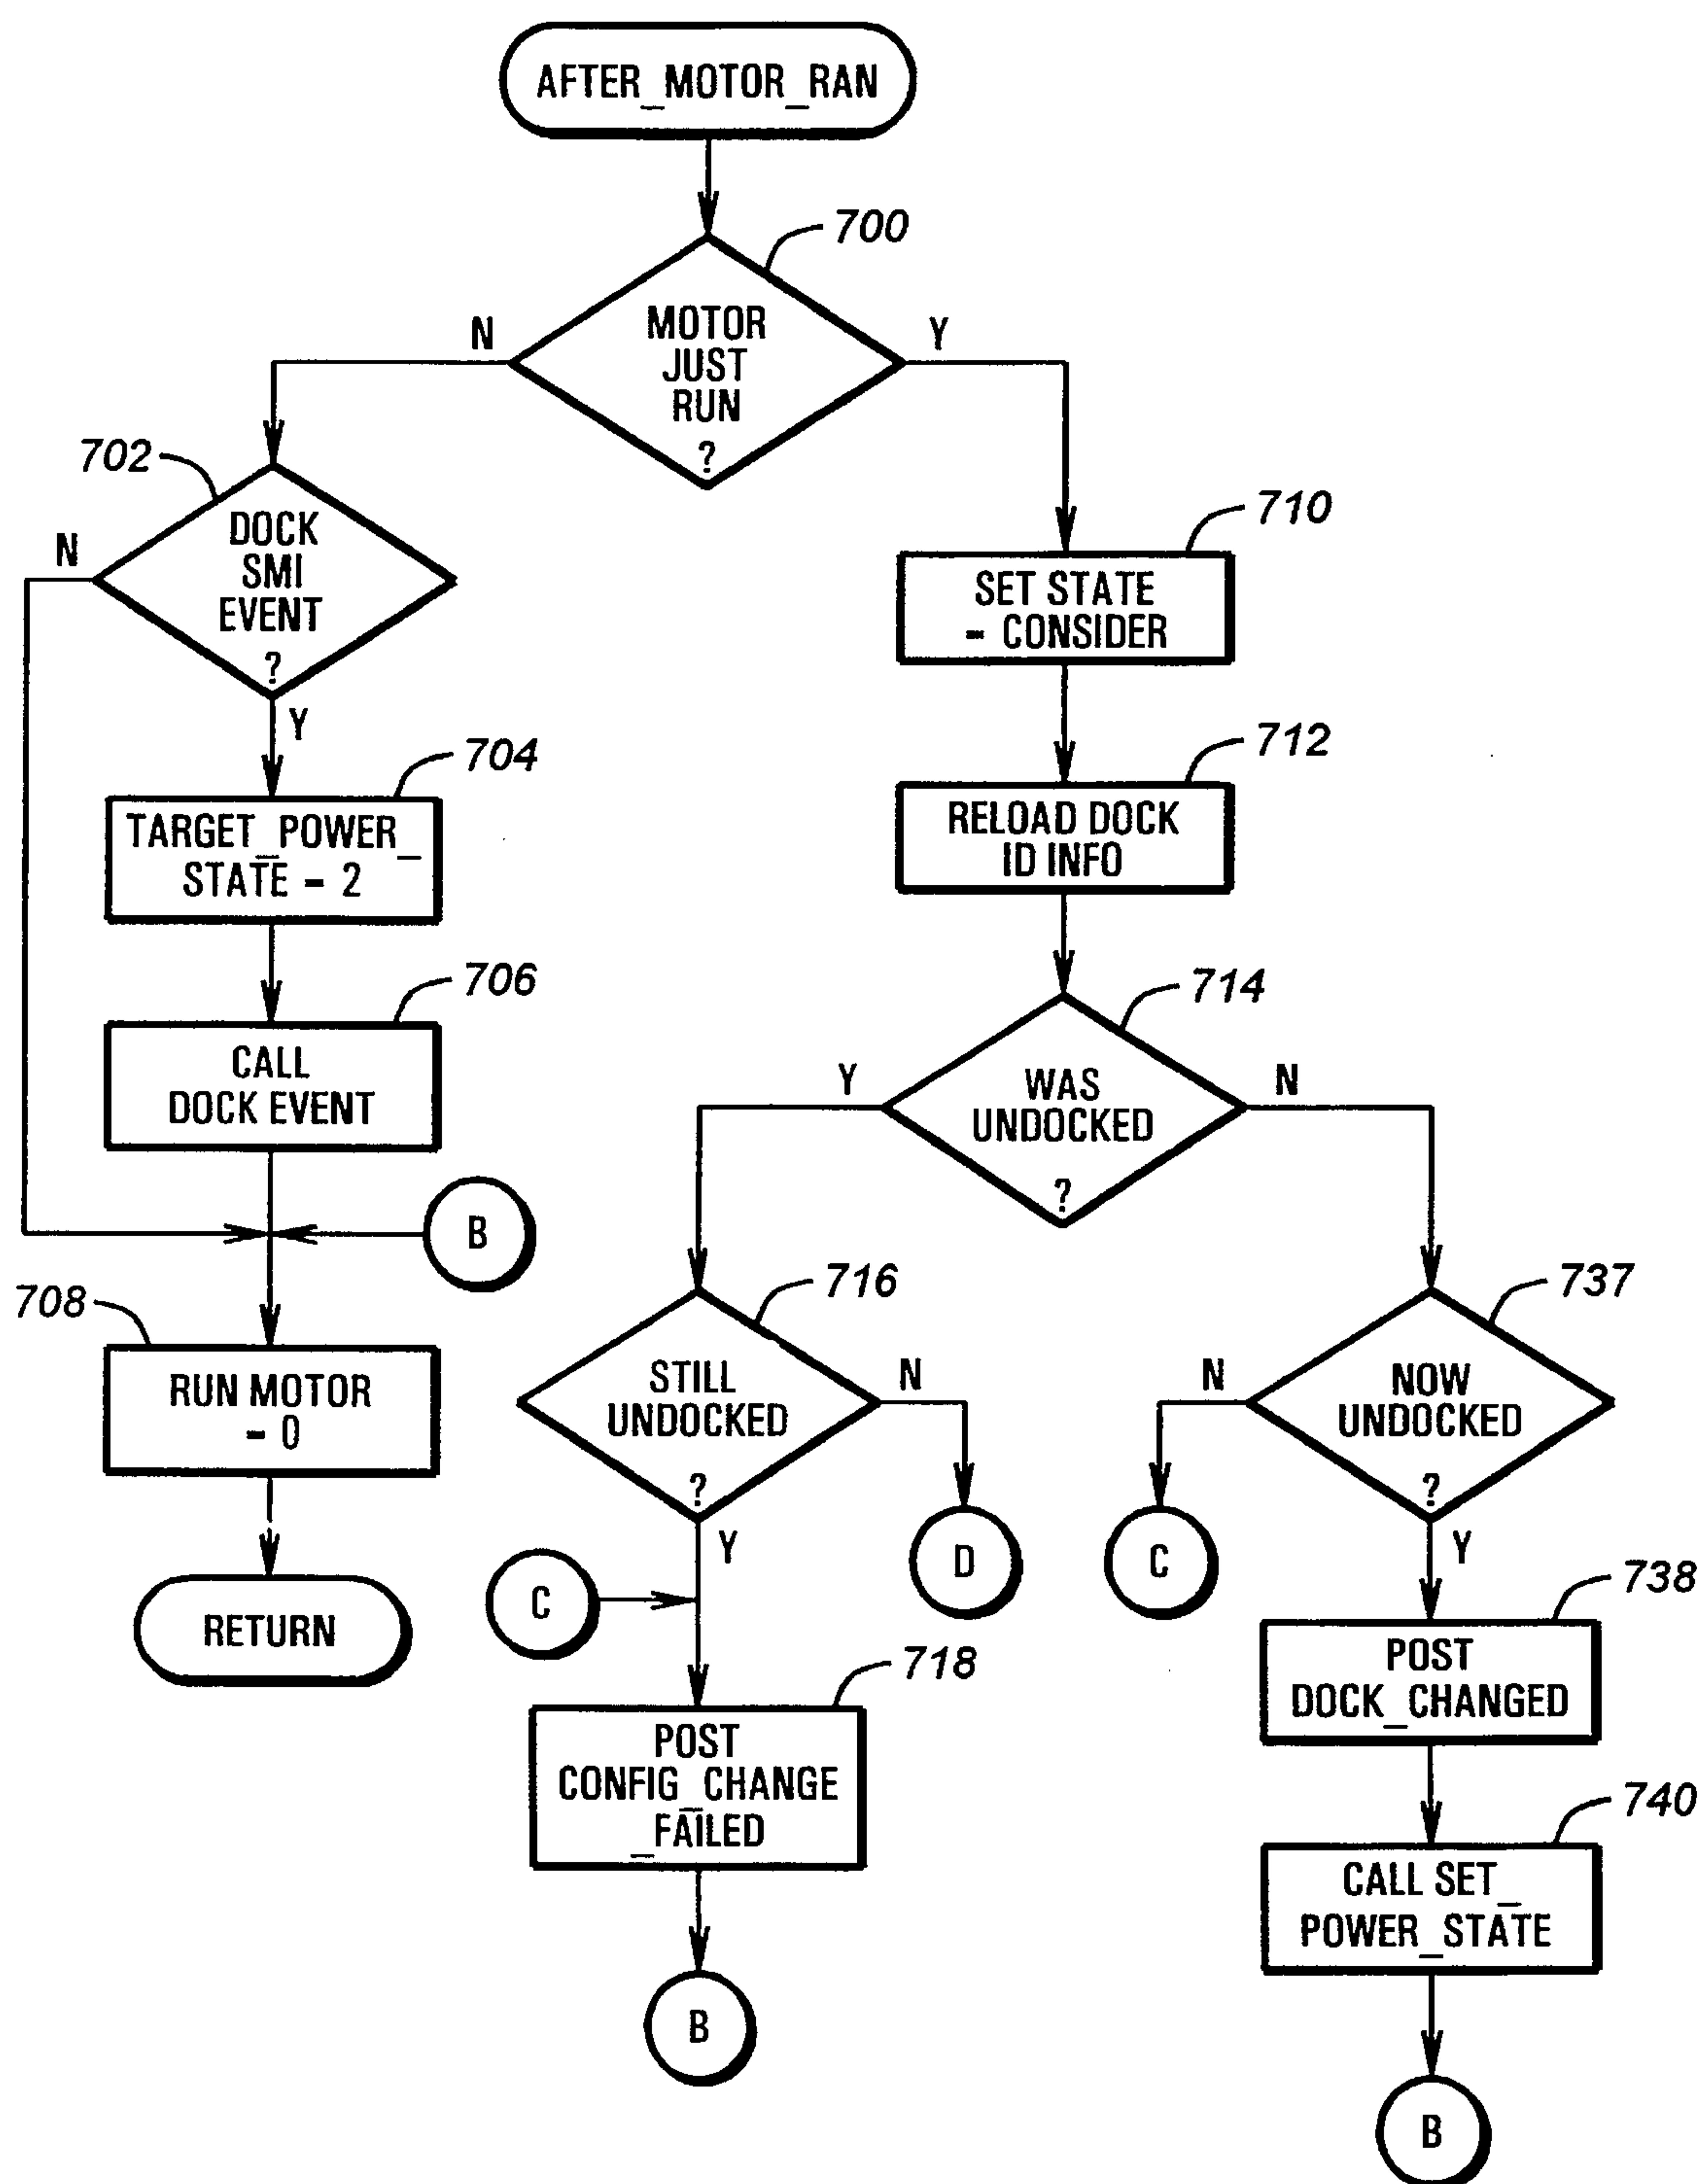 AFTER_MOTOR_RAN
700
MOTOR
JUST
RUN
?
N
Y
702
DOCK
SMI
EVENT
?
N
Y
704
TARGET_POWER_
STATE = 2
706
CALL
DOCK EVENT
B
708
RUN MOTOR
= 0
RETURN
710
SET STATE
= CONSIDER
712
RELOAD DOCK
ID INFO
714
WAS
UNDOCKED
?
Y
N
716
STILL
UNDOCKED
?
N
D
Y
C
718
POST
CONFIG_CHANGE
_FAILED
B
737
NOW
UNDOCKED
?
N
C
Y
738
POST
DOCK_CHANGED
740
CALL SET_
POWER_STATE
B